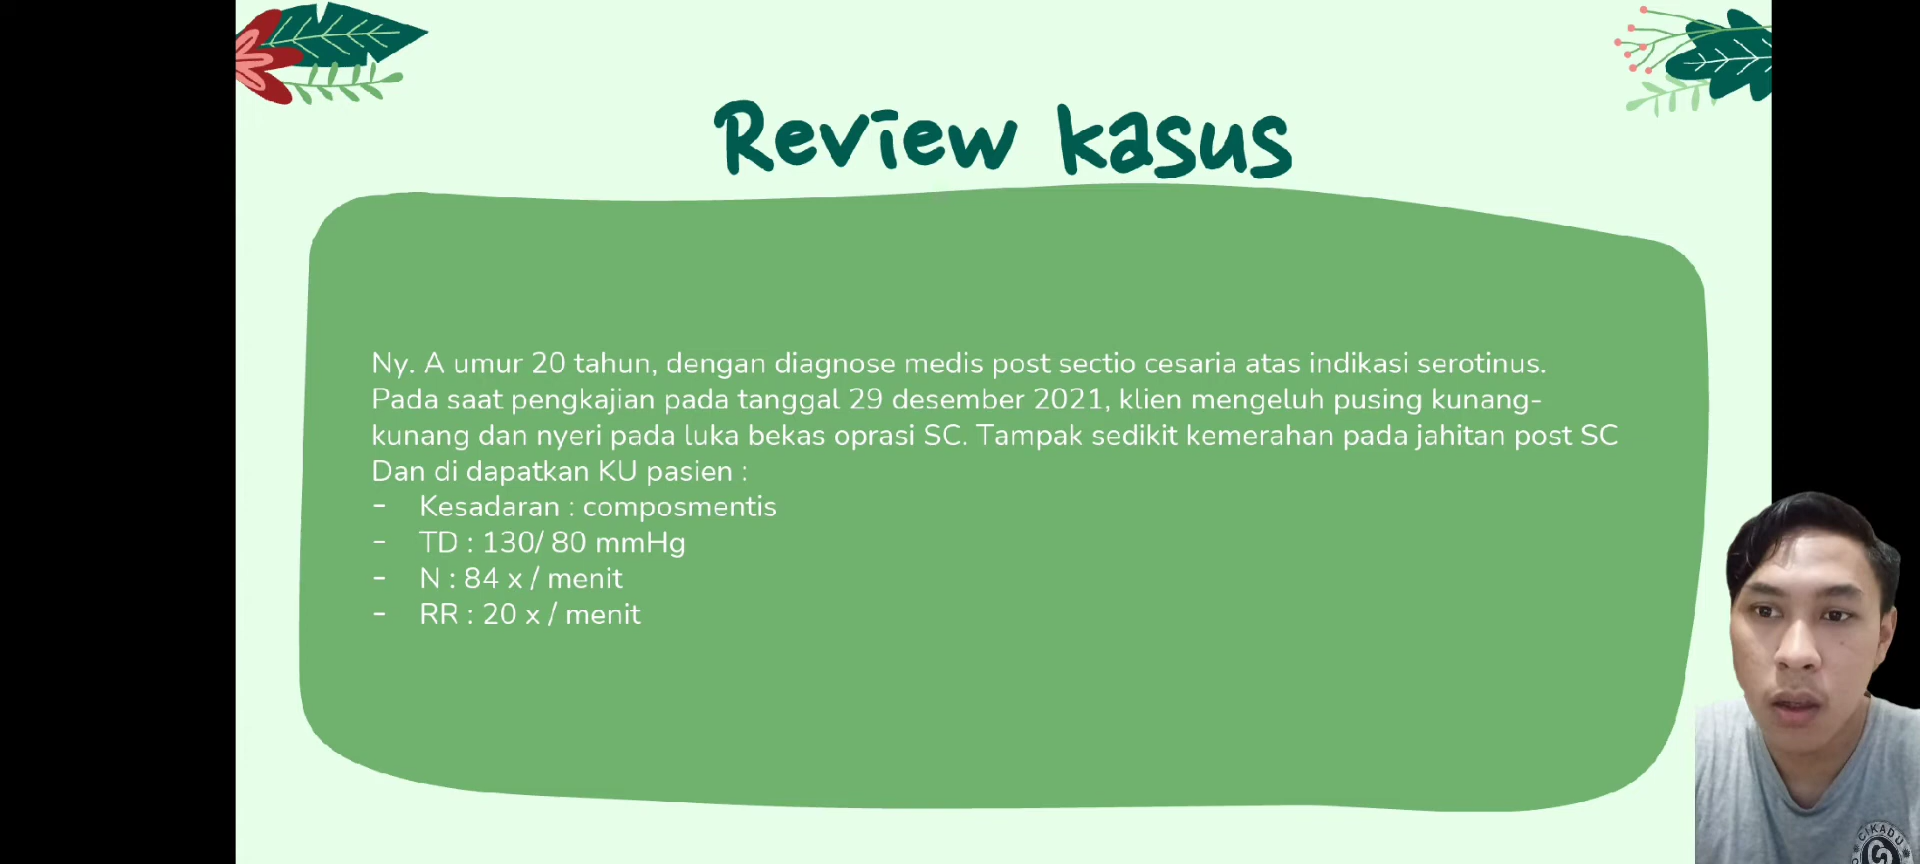 Review kasus
Ny. A umur 20 tahun, dengan diagnose medis post sectio cesaria atas indikasi serotinus.
Pada saat pengkajian pada tanggal 29 desember 2021, klien mengeluh pusing kunang-
kunang dan nyeri pada luka bekas oprasi SC. Tampak sedikit kemerahan pada jahitan post SC
Dan di dapatkan KU pasien :
- Kesadaran : composmentis
- TD : 130/ 80 mmHg
- N : 84 x / menit
- RR : 20 x / menit
CIKADU